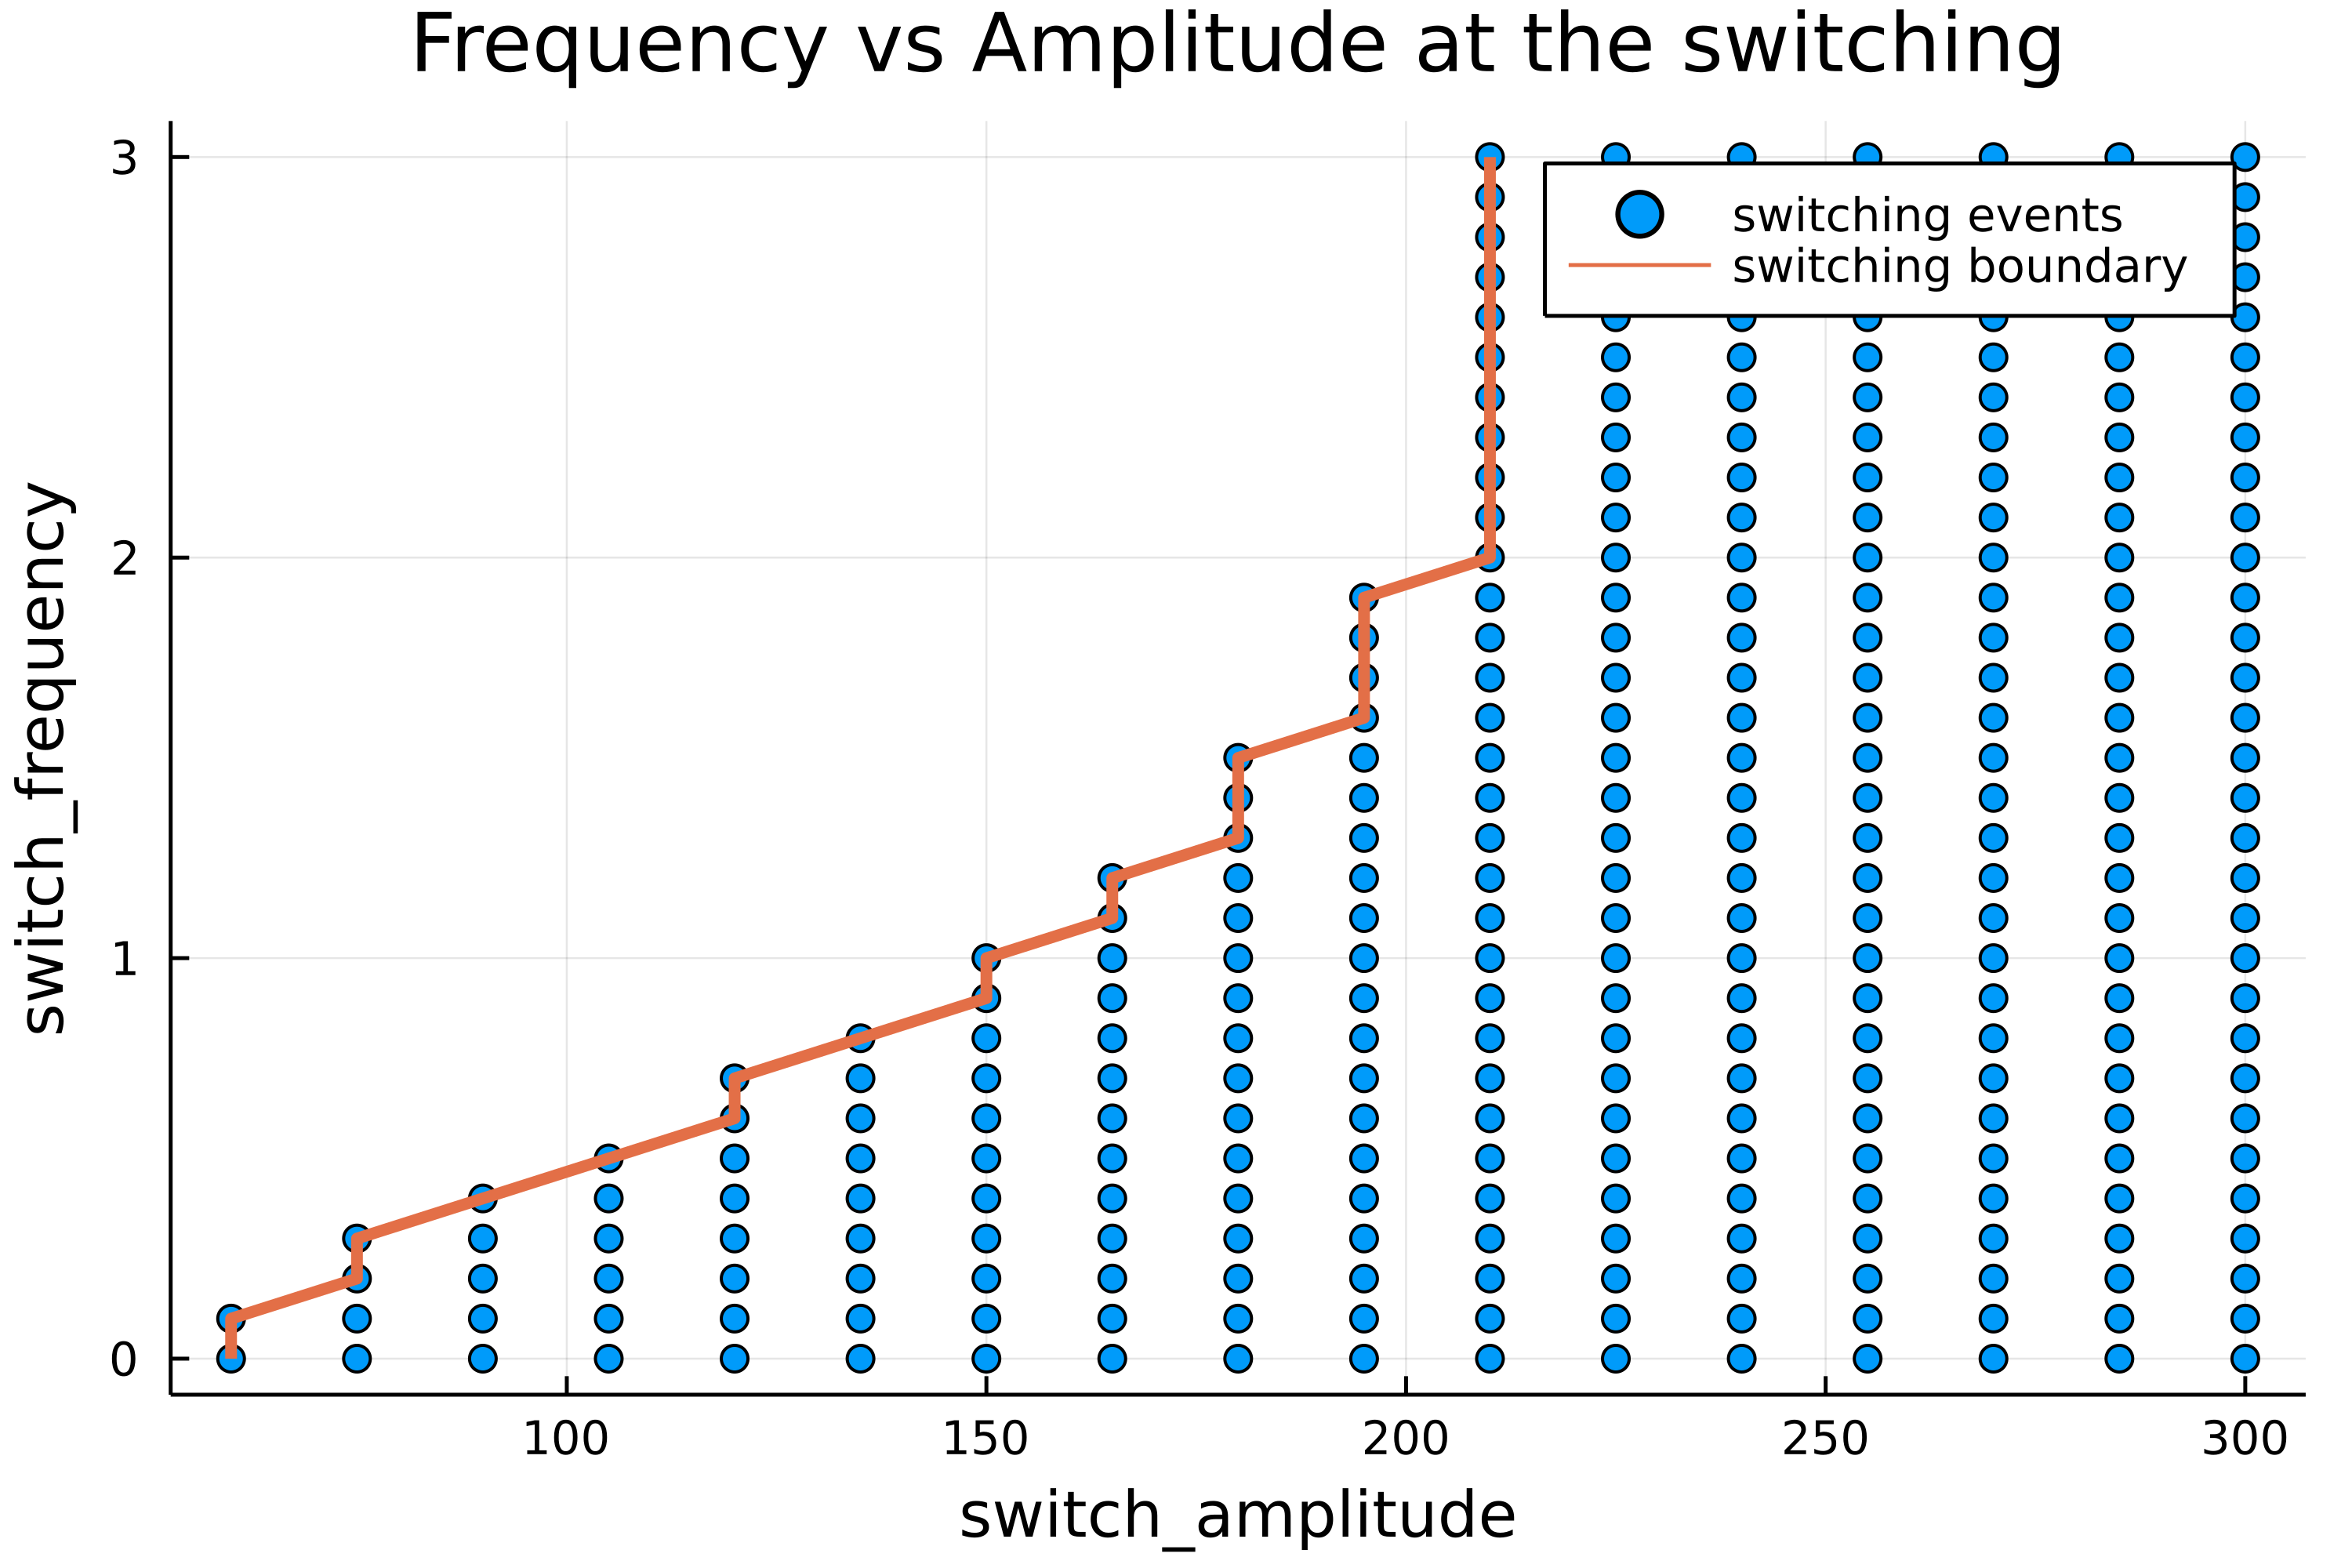 Frequency vs Amplitude at the switching
switching events
switching boundary
switch_frequency
3
2
1
0
100 150 200 250 300
switch_amplitude